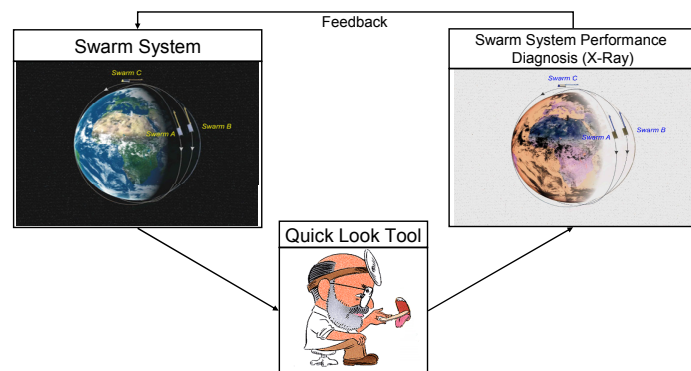 Feedback
Swarm System
Swarm C
Swarm A
Swarm B
Swarm System Performance
Diagnosis (X-Ray)
Swarm C
Swarm A
Swarm B
Quick Look Tool